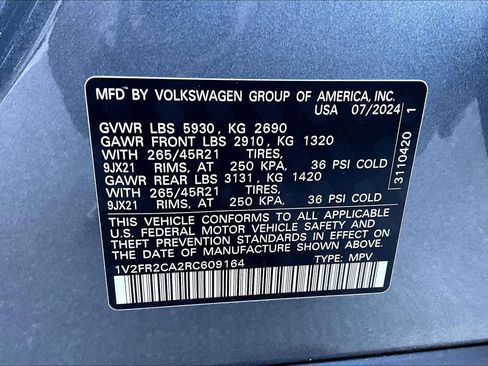 MFD BY VOLKSWAGEN GROUP OF AMERICA, INC.
USA 07/2024
GVWR LBS 5930, KG 2690
GAWR FRONT LBS 2910, KG 1320
WITH 265/45R21 TIRES,
9JX21 RIMS, AT 250 KPA, 36 PSI COLD
GAWR REAR LBS 3131, KG 1420
WITH 265/45R21 TIRES,
9JX21 RIMS, AT 250 KPA, 36 PSI COLD
THIS VEHICLE CONFORMS TO ALL APPLICABLE
U.S. FEDERAL MOTOR VEHICLE SAFETY AND THEFT
PREVENTION STANDARDS IN EFFECT ON
THE DATE OF MANUFACTURE SHOWN ABOVE.
1V2FR2CA2RC609164 TYPE: MPV
3110420 1